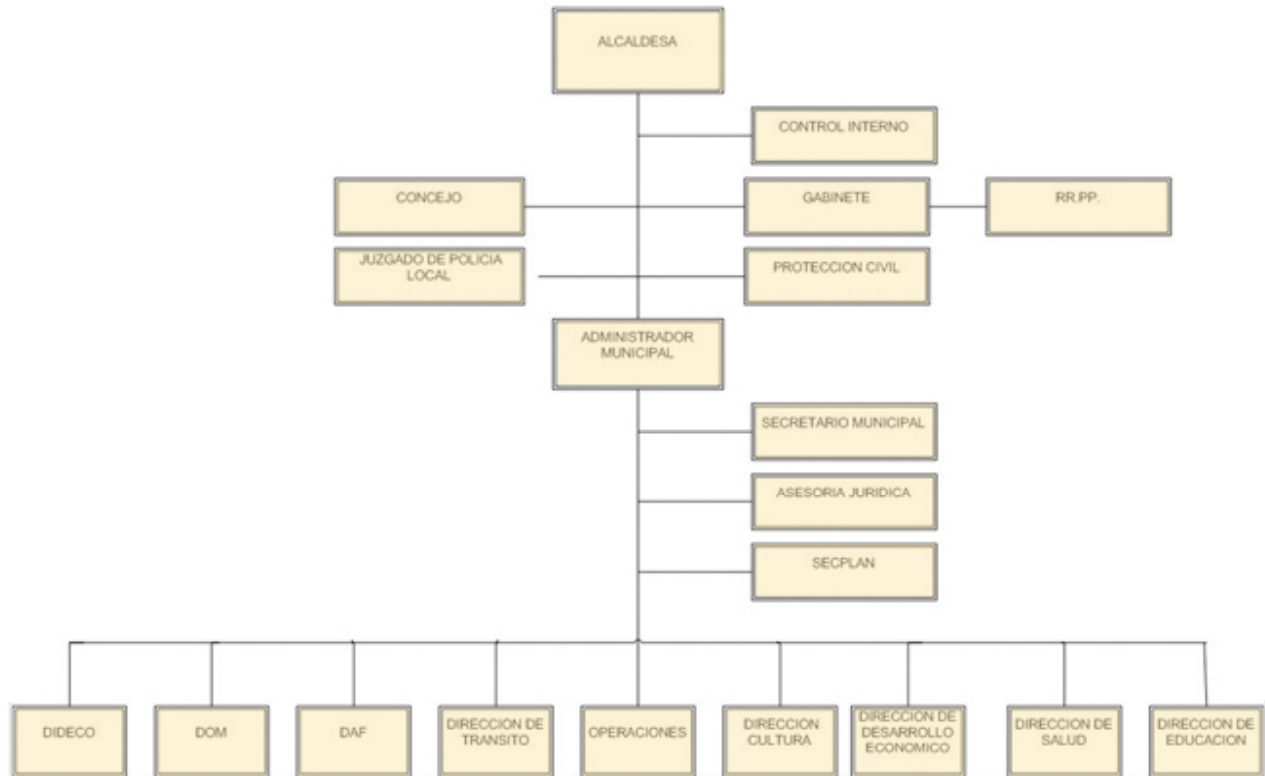 ALCALDESA
CONTROL INTERNO
CONCEJO
GABINETE
RR.PP.
JUZGADO DE POLICIA
LOCAL
PROTECCION CIVIL
ADMINISTRADOR
MUNICIPAL
SECRETARIO MUNICIPAL
ASESORIA JURIDICA
SECPLAN
DIDECO
DOM
DAF
DIRECCION DE
TRANSITO
OPERACIONES
DIRECCION
CULTURA
DIRECCION DE
DESARROLLO
ECONOMICO
DIRECCION DE
SALUD
DIRECCION DE
EDUCACION